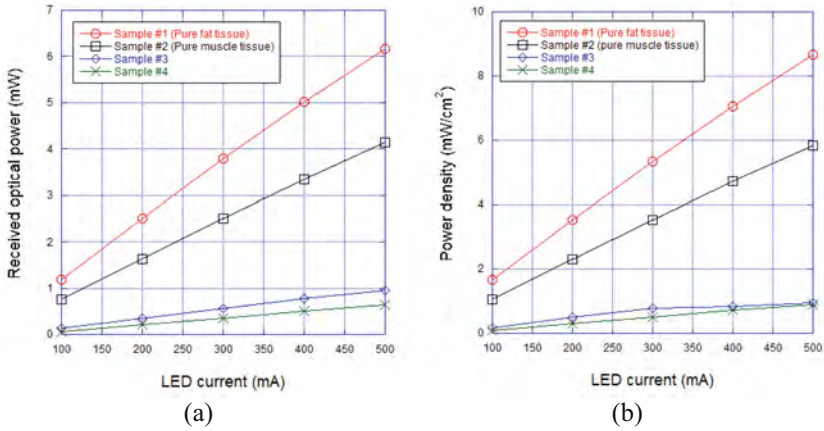 7
6
5
4
3
2
1
0
Received optical power (mW)
Sample #1 (Pure fat tissue)
Sample #2 (Pure muscle tissue)
Sample #3
Sample #4
100 150 200 250 300 350 400 450 500
LED current (mA)
(a)
10
8
6
4
2
0
Power density (mW/cm²)
Sample #1 (Pure fat tissue)
Sample #2 (pure muscle tissue)
Sample #3
Sample #4
100 150 200 250 300 350 400 450 500
LED current (mA)
(b)